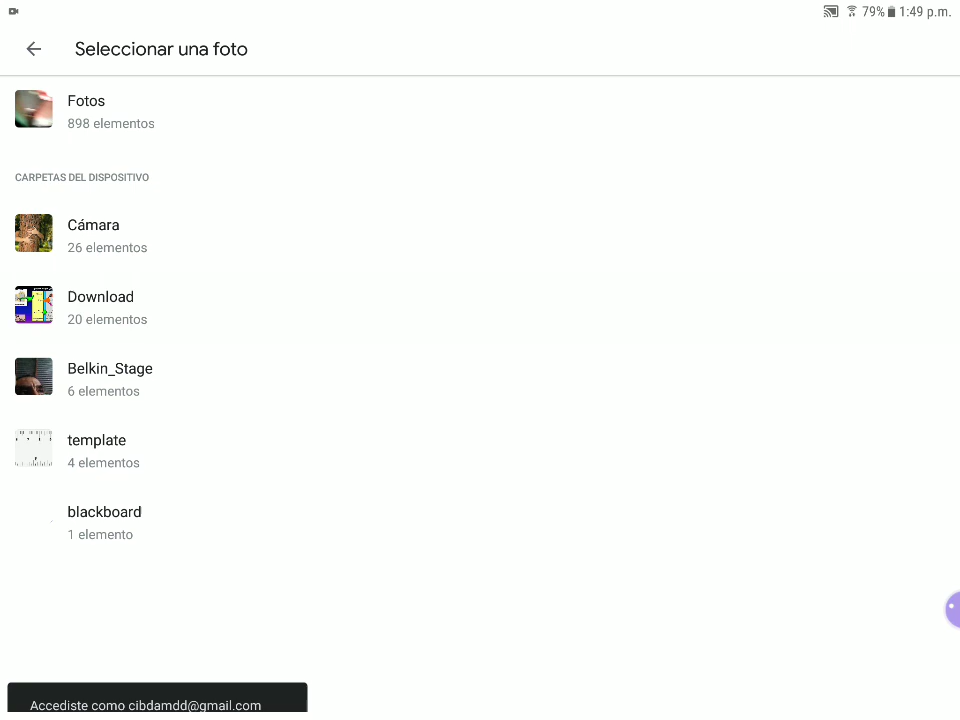 79% 1:49 p.m.
Seleccionar una foto
Fotos
898 elementos
CARPETAS DEL DISPOSITIVO
Cámara
26 elementos
Download
20 elementos
Belkin_Stage
6 elementos
template
4 elementos
blackboard
1 elemento
Accediste como cibdamdd@gmail.com